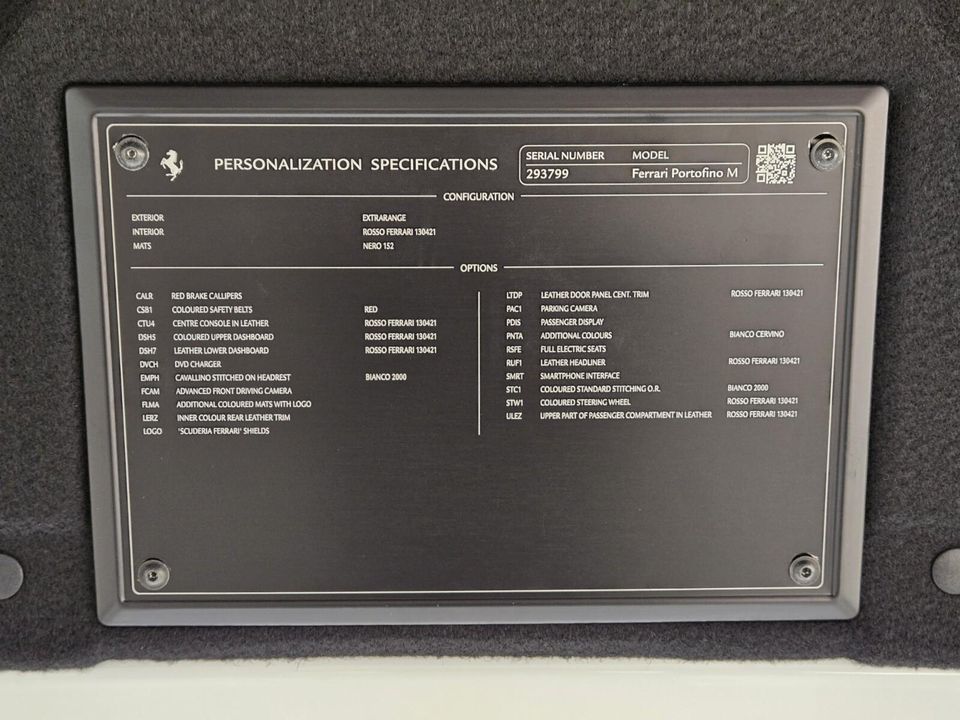 PERSONALIZATION SPECIFICATIONS
SERIAL NUMBER MODEL
293799 Ferrari Portofino M
CONFIGURATION
EXTERIOR EXTRARANGE
INTERIOR ROSSO FERRARI 130421
MATS NERO 152
OPTIONS
CALR RED BRAKE CALLIPERS
CSB1 COLOURED SAFETY BELTS RED
CTU4 CENTRE CONSOLE IN LEATHER ROSSO FERRARI 130421
DSH5 COLOURED UPPER DASHBOARD ROSSO FERRARI 130421
DSH7 LEATHER LOWER DASHBOARD ROSSO FERRARI 130421
DVCH DVD CHARGER
EMPH CAVALLINO STITCHED ON HEADREST BIANCO 2000
FCAM ADVANCED FRONT DRIVING CAMERA
FLMA ADDITIONAL COLOURED MATS WITH LOGO
LERZ INNER COLOUR REAR LEATHER TRIM
LOGO 'SCUDERIA FERRARI' SHIELDS
LTDP LEATHER DOOR PANEL CENT. TRIM ROSSO FERRARI 130421
PAC1 PARKING CAMERA
PDIS PASSENGER DISPLAY
PNTA ADDITIONAL COLOURS BIANCO CERVINO
RSFE FULL ELECTRIC SEATS
RUF1 LEATHER HEADLINER ROSSO FERRARI 130421
SMRT SMARTPHONE INTERFACE
STC1 COLOURED STANDARD STITCHING O.R. BIANCO 2000
STW1 COLOURED STEERING WHEEL ROSSO FERRARI 130421
ULEZ UPPER PART OF PASSENGER COMPARTMENT IN LEATHER ROSSO FERRARI 130421